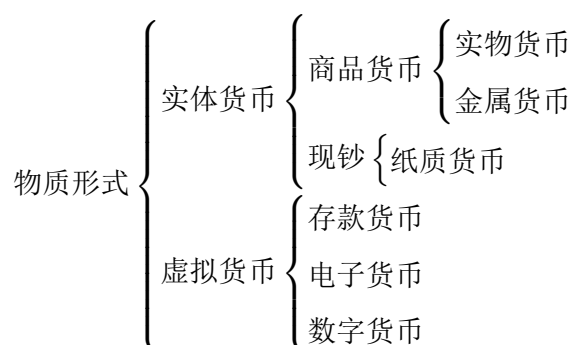 实物货币
商品货币
金属货币
实体货币
现钞
纸质货币
物质形式
存款货币
虚拟货币
电子货币
数字货币